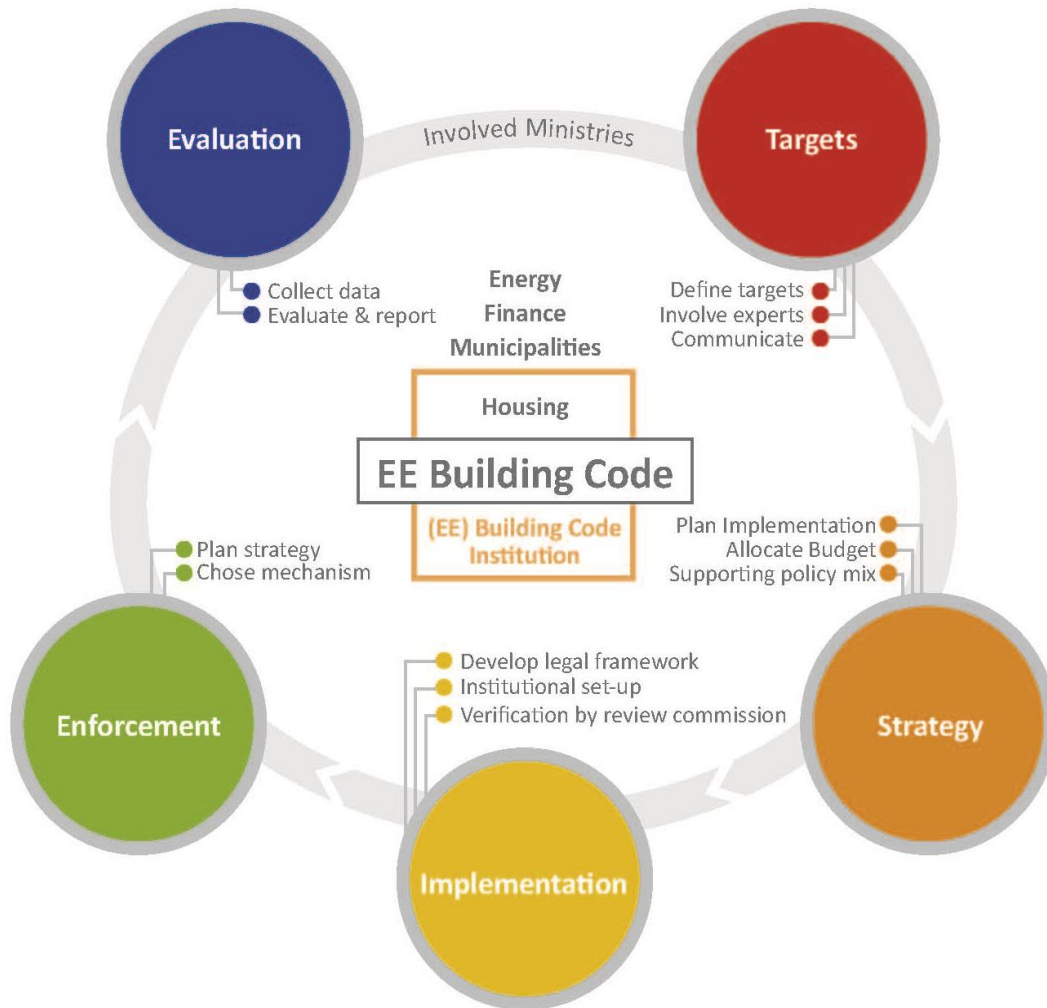 Involved Ministries
Evaluation
Targets
Collect data
Evaluate & report
Energy
Finance
Municipalities
Define targets
Involve experts
Communicate
Housing
EE Building Code
(EE) Building Code
Institution
Plan Implementation
Allocate Budget
Supporting policy mix
Plan strategy
Chose mechanism
Develop legal framework
Institutional set-up
Verification by review commission
Enforcement
Strategy
Implementation